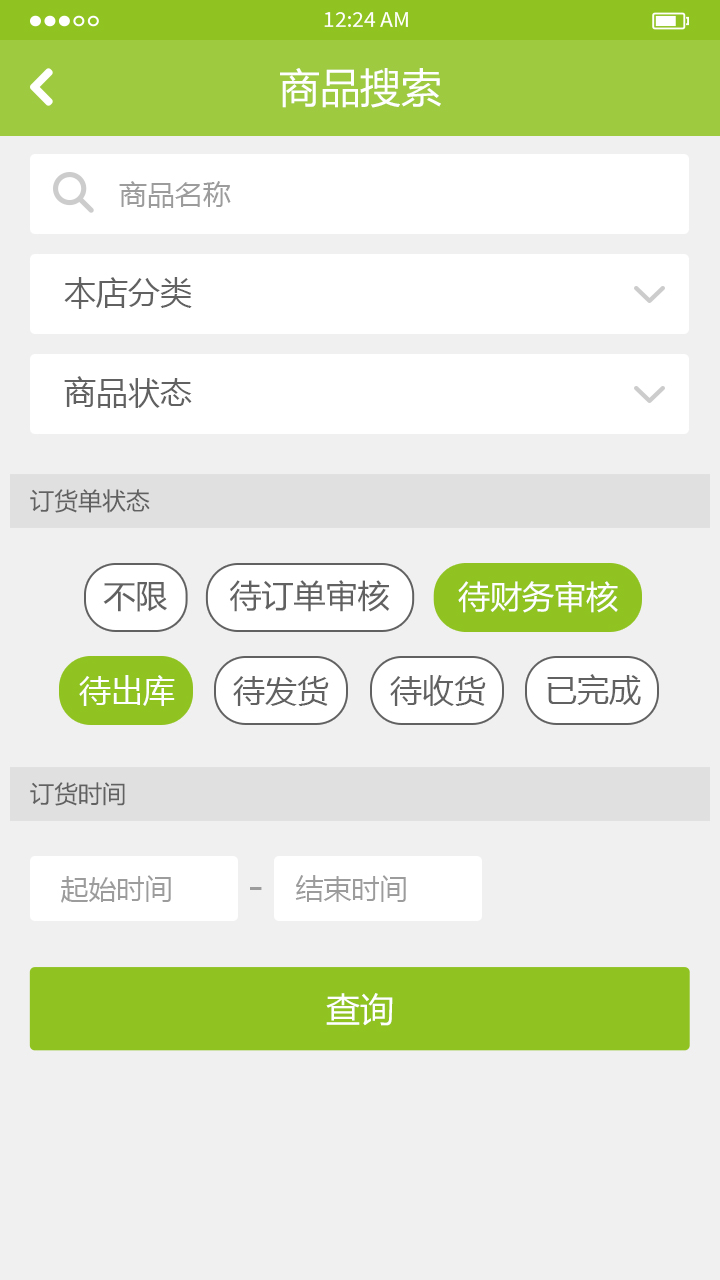 12:24 AM
商品搜索
商品名称
本店分类
商品状态
订货单状态
不限 待订单审核 待财务审核
待出库 待发货 待收货 已完成
订货时间
起始时间 - 结束时间
查询